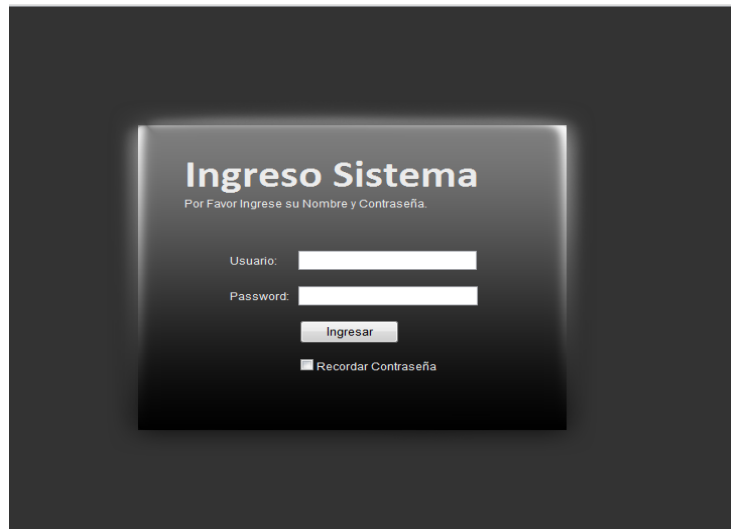 Ingreso Sistema
Por Favor Ingrese su Nombre y Contraseña.
Usuario:
Password:
Ingresar
Recordar Contraseña